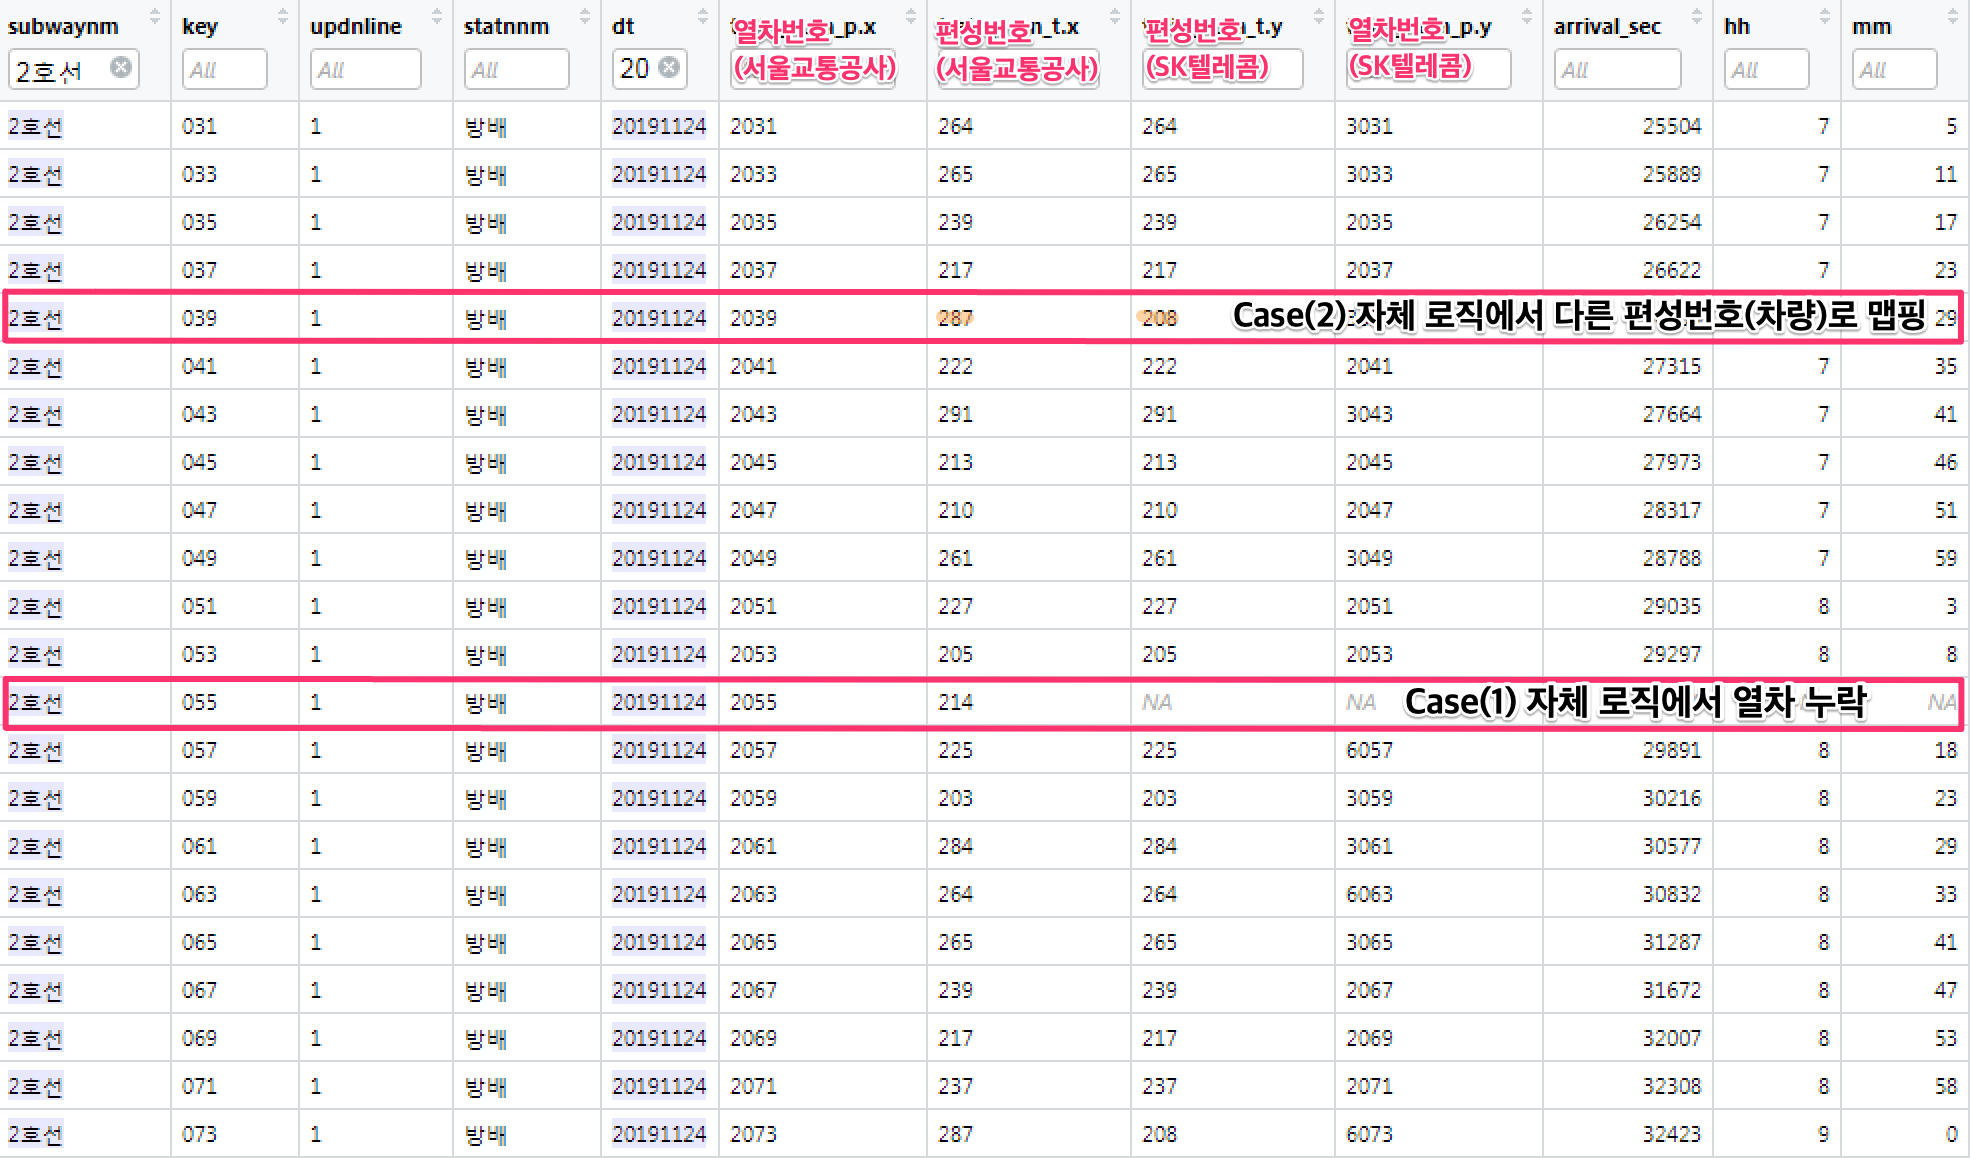 subwaynm key updnline statnnm dt 열차번호 _p.x 편성번호 n_t.x 편성번호 n_t.y 열차번호 _p.y arrival_sec hh mm
2호선 All All All 20 (서울교통공사) (서울교통공사) (SK텔레콤) (SK텔레콤) All All All
2호선 031 1 방배 20191124 2031 264 264 3031 25504 7 5
2호선 033 1 방배 20191124 2033 265 265 3033 25889 7 11
2호선 035 1 방배 20191124 2035 239 239 2035 26254 7 17
2호선 037 1 방배 20191124 2037 217 217 2037 26622 7 23
2호선 039 1 방배 20191124 2039 287 208 Case(2) 자체 로직에서 다른 편성번호(차량)로 맵핑 29
2호선 041 1 방배 20191124 2041 222 222 2041 27315 7 35
2호선 043 1 방배 20191124 2043 291 291 3043 27664 7 41
2호선 045 1 방배 20191124 2045 213 213 2045 27973 7 46
2호선 047 1 방배 20191124 2047 210 210 2047 28317 7 51
2호선 049 1 방배 20191124 2049 261 261 3049 28788 7 59
2호선 051 1 방배 20191124 2051 227 227 2051 29035 8 3
2호선 053 1 방배 20191124 2053 205 205 2053 29297 8 8
2호선 055 1 방배 20191124 2055 214 NA NA Case(1) 자체 로직에서 열차 누락 NA
2호선 057 1 방배 20191124 2057 225 225 6057 29891 8 18
2호선 059 1 방배 20191124 2059 203 203 3059 30216 8 23
2호선 061 1 방배 20191124 2061 284 284 3061 30577 8 29
2호선 063 1 방배 20191124 2063 264 264 6063 30832 8 33
2호선 065 1 방배 20191124 2065 265 265 3065 31287 8 41
2호선 067 1 방배 20191124 2067 239 239 2067 31672 8 47
2호선 069 1 방배 20191124 2069 217 217 2069 32007 8 53
2호선 071 1 방배 20191124 2071 237 237 2071 32308 8 58
2호선 073 1 방배 20191124 2073 287 208 6073 32423 9 0